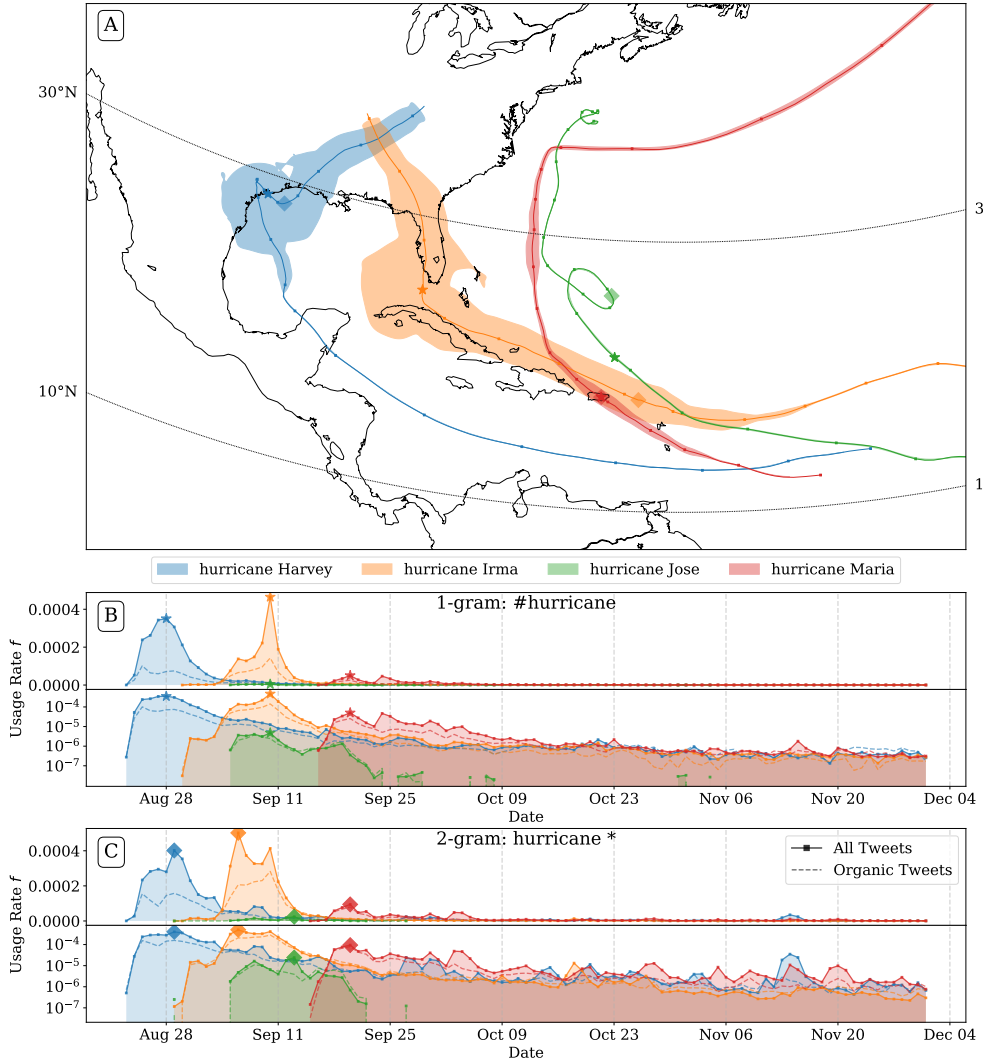 A
30°N
3
10°N
1
hurricane Harvey hurricane Irma hurricane Jose hurricane Maria
B
1-gram: #hurricane
Usage Rate f
0.0004
0.0002
0.0000
10⁻⁴
10⁻⁵
10⁻⁶
10⁻⁷
Aug 28 Sep 11 Sep 25 Oct 09 Oct 23 Nov 06 Nov 20 Dec 04
Date
C
2-gram: hurricane *
All Tweets
Organic Tweets
Usage Rate f
0.0004
0.0002
0.0000
10⁻⁴
10⁻⁵
10⁻⁶
10⁻⁷
Aug 28 Sep 11 Sep 25 Oct 09 Oct 23 Nov 06 Nov 20 Dec 04
Date